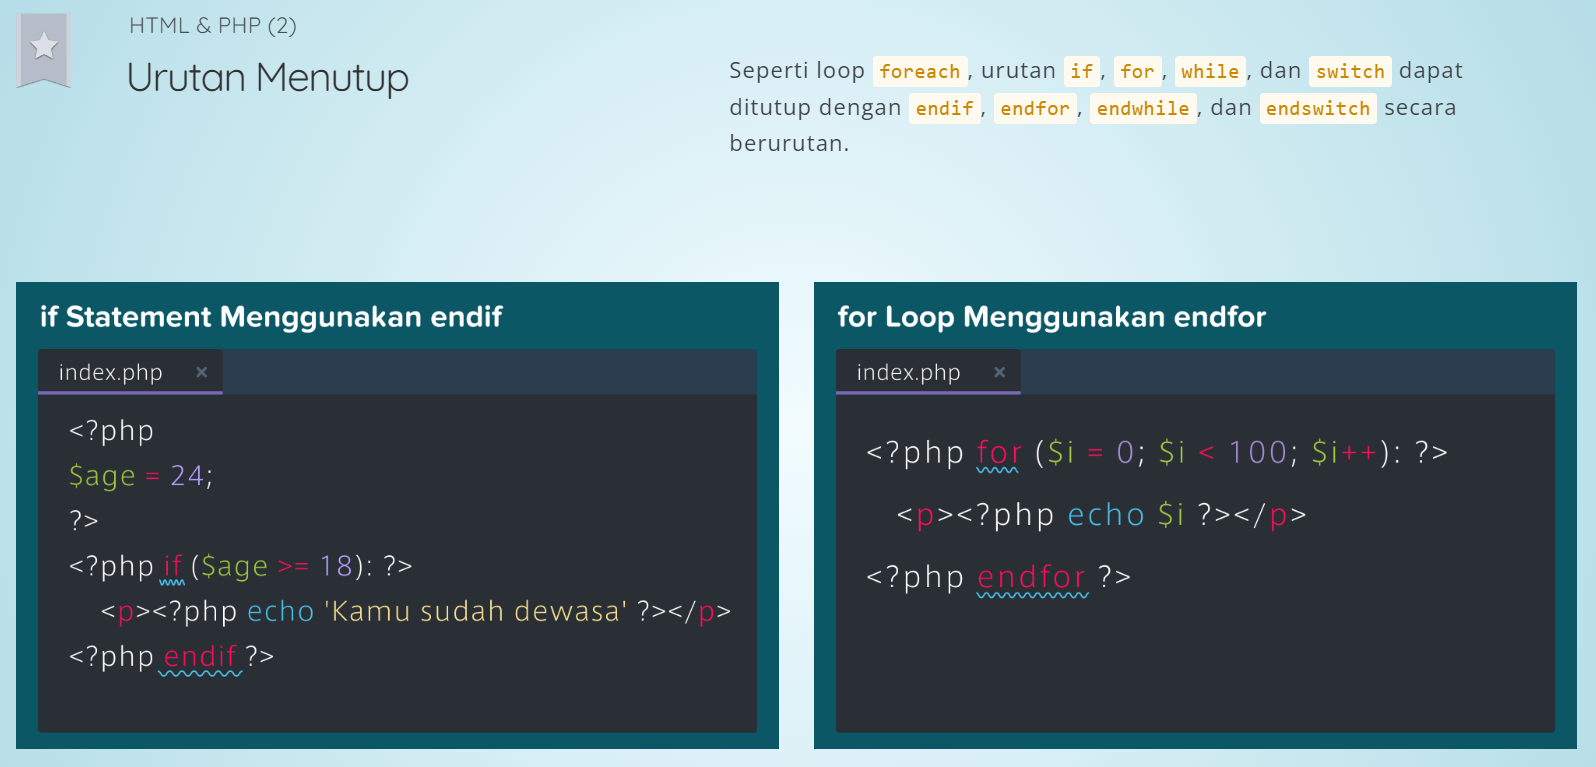 HTML & PHP (2)
Urutan Menutup
Seperti loop foreach, urutan if, for, while, dan switch dapat
ditutup dengan endif, endfor, endwhile, dan endswitch secara
berurutan.
if Statement Menggunakan endif
index.php ×
<?php
$age = 24;
?>
<?php if ($age >= 18): ?>
<p><?php echo 'Kamu sudah dewasa' ?></p>
<?php endif ?>
for Loop Menggunakan endfor
index.php ×
<?php for ($i = 0; $i < 100; $i++): ?>
<p><?php echo $i ?></p>
<?php endfor ?>